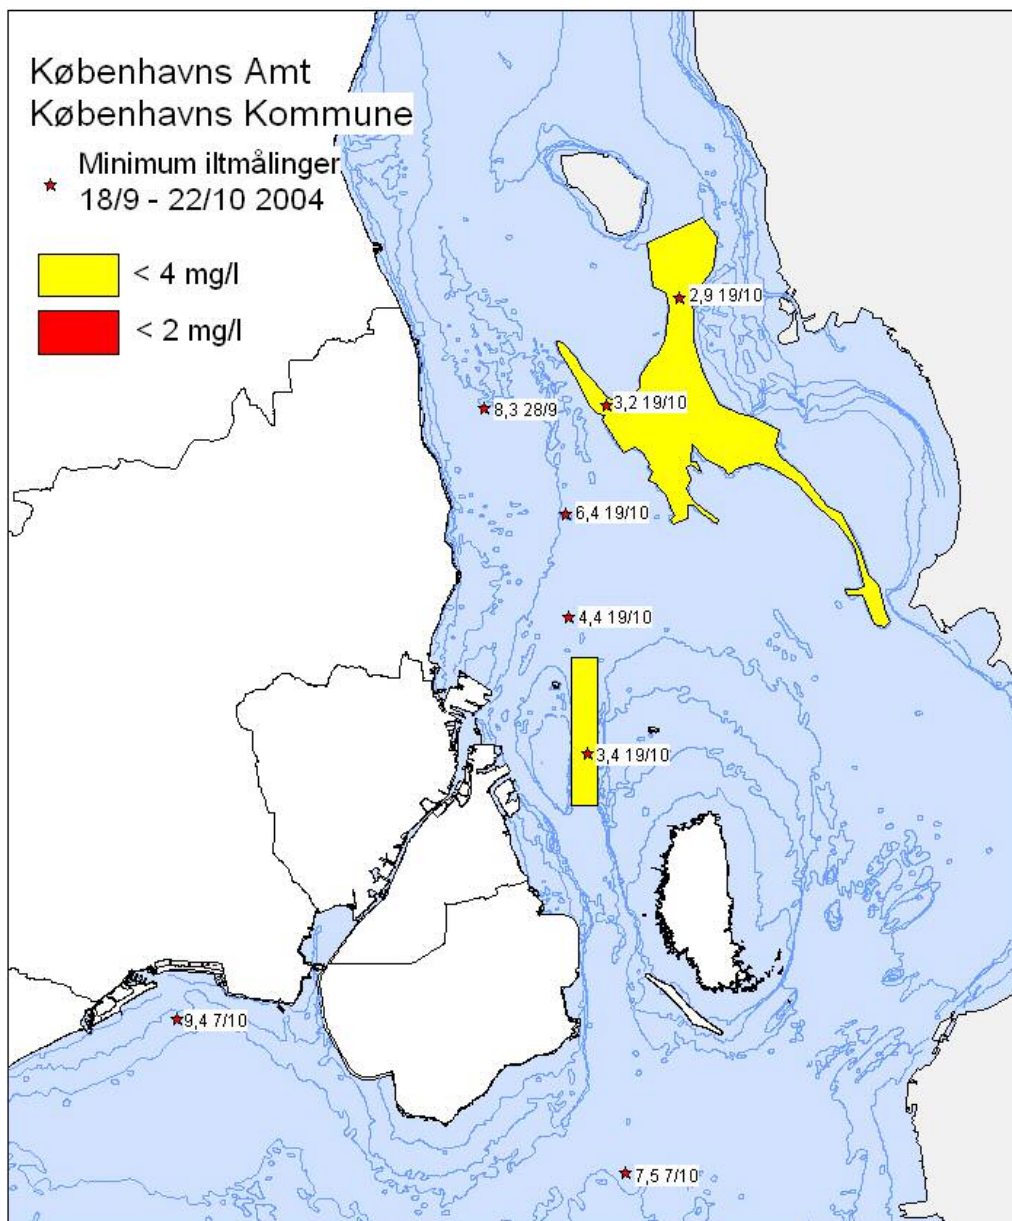 Københavns Amt
Københavns Kommune
Minimum iltmålinger
18/9 - 22/10 2004
< 4 mg/l
< 2 mg/l
2,9 19/10
3,2 19/10
8,3 28/9
6,4 19/10
4,4 19/10
3,4 19/10
9,4 7/10
7,5 7/10